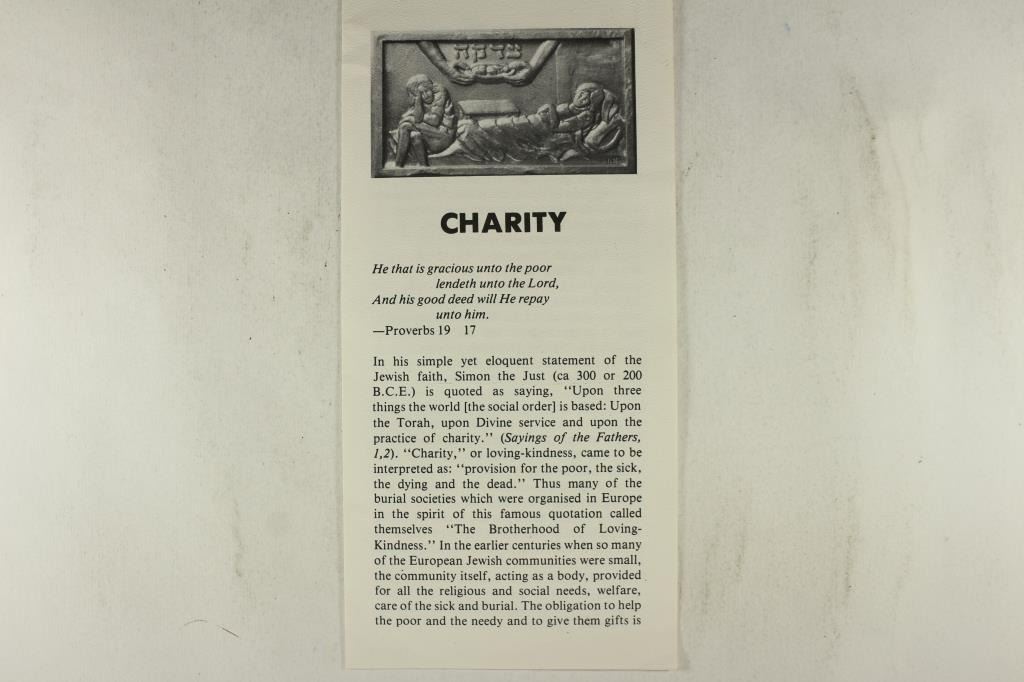 צדקה
CHARITY
He that is gracious unto the poor
lendeth unto the Lord,
And his good deed will He repay
unto him.
—Proverbs 19 17
In his simple yet eloquent statement of the
Jewish faith, Simon the Just (ca 300 or 200
B.C.E.) is quoted as saying, ‘‘Upon three
things the world [the social order] is based: Upon
the Torah, upon Divine service and upon the
practice of charity.’’ (Sayings of the Fathers,
1,2). ‘‘Charity,’’ or loving-kindness, came to be
interpreted as: ‘‘provision for the poor, the sick,
the dying and the dead.’’ Thus many of the
burial societies which were organised in Europe
in the spirit of this famous quotation called
themselves ‘‘The Brotherhood of Loving-
Kindness.’’ In the earlier centuries when so many
of the European Jewish communities were small,
the community itself, acting as a body, provided
for all the religious and social needs, welfare,
care of the sick and burial. The obligation to help
the poor and the needy and to give them gifts is